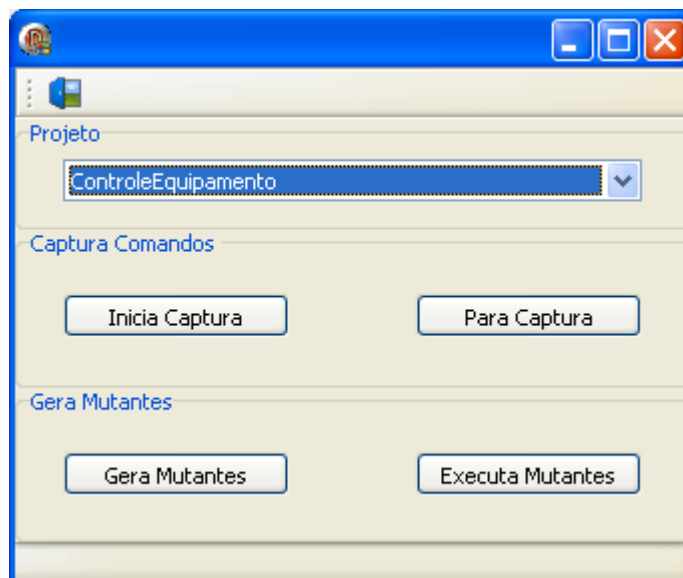 Projeto
ControleEquipamento
Captura Comandos
Inicia Captura
Para Captura
Gera Mutantes
Gera Mutantes
Executa Mutantes